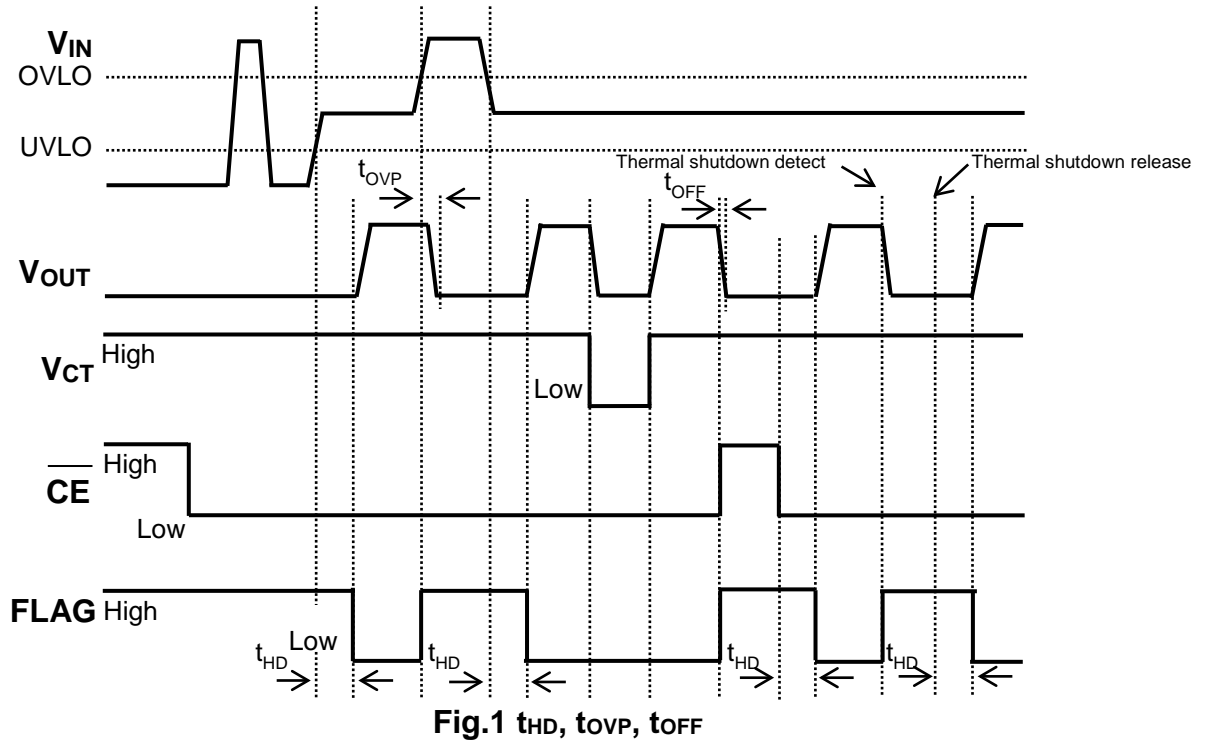 VIN
OVLO
UVLO
tOVP
tOFF
Thermal shutdown detect
Thermal shutdown release
VOUT
High
VCT
Low
High
CE
Low
FLAG High
Low
tHD
tHD
tHD
tHD
Fig.1 tHD, tOVP, tOFF